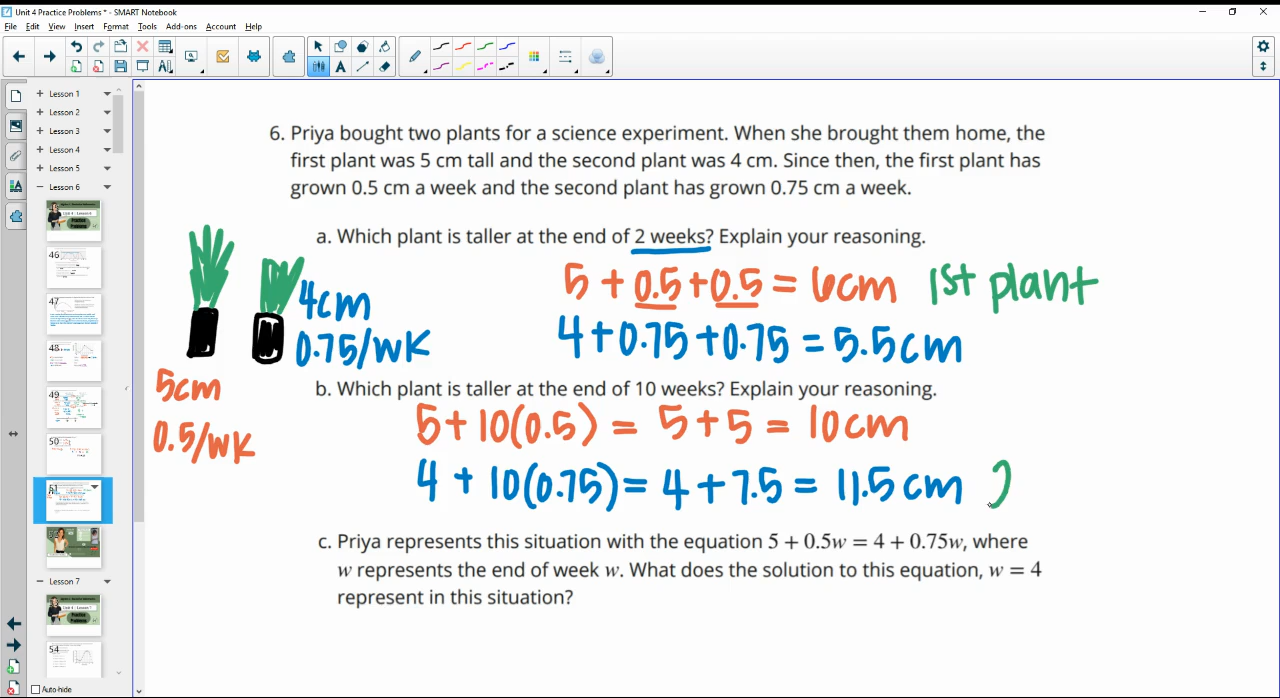 Unit 4 Practice Problems * - SMART Notebook
File Edit View Insert Format Tools Add-ons Account Help
Lesson 1
Lesson 2
Lesson 3
Lesson 4
Lesson 5
Lesson 6
46
47
48
49
50
51
Lesson 7
Unit 4 - Lesson 7
Practice
Problems
54
Auto-hide
6. Priya bought two plants for a science experiment. When she brought them home, the
first plant was 5 cm tall and the second plant was 4 cm. Since then, the first plant has
grown 0.5 cm a week and the second plant has grown 0.75 cm a week.
a. Which plant is taller at the end of 2 weeks? Explain your reasoning.
5 + 0.5 + 0.5 = 6cm 1st plant
4cm
0.75/wk
4+0.75+0.75 = 5.5cm
b. Which plant is taller at the end of 10 weeks? Explain your reasoning.
5cm
0.5/wk
5+10(0.5) = 5+5 = 10cm
4 + 10(0.75) = 4 + 7.5 = 11.5 cm
c. Priya represents this situation with the equation 5 + 0.5w = 4 + 0.75w, where
w represents the end of week w. What does the solution to this equation, w = 4
represent in this situation?